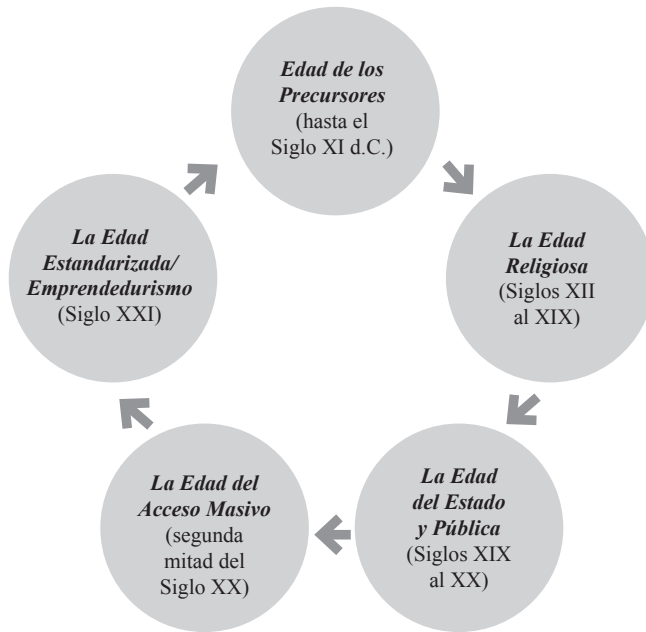 Edad de los
Precursores
(hasta el
Siglo XI d.C.)
La Edad
Religiosa
(Siglos XII
al XIX)
La Edad
del Estado
y Pública
(Siglos XIX
al XX)
La Edad del
Acceso Masivo
(segunda
mitad del
Siglo XX)
La Edad
Estandarizada/
Emprendedurismo
(Siglo XXI)